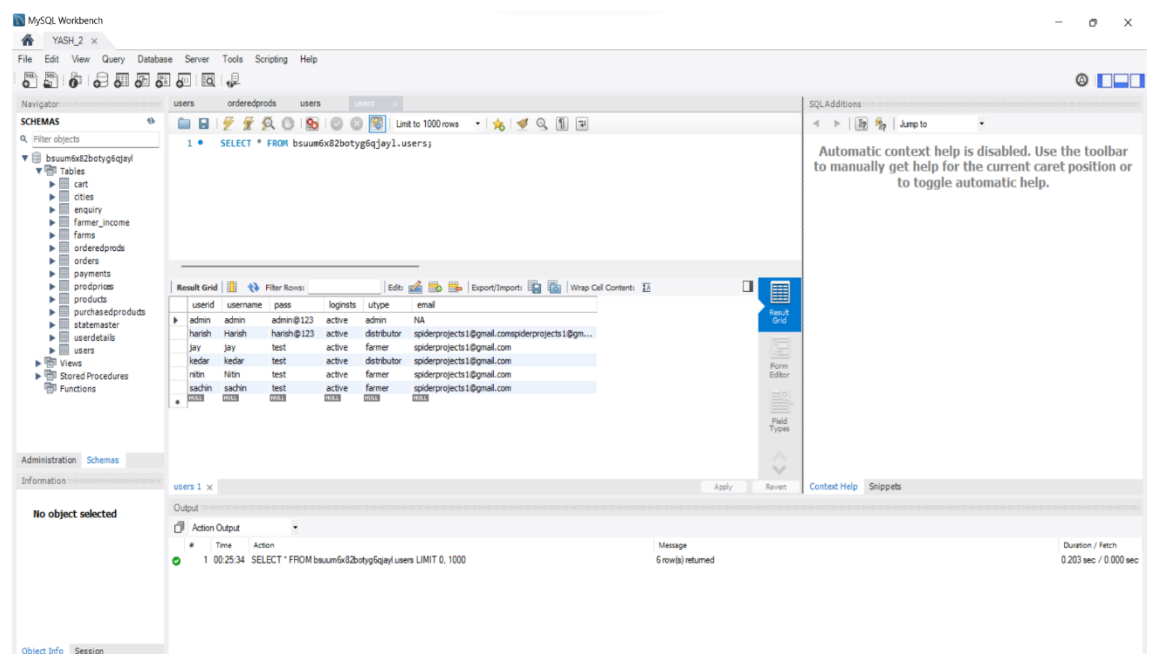 MySQL Workbench
YASH_2 ×
File Edit View Query Database Server Tools Scripting Help
Navigator
SCHEMAS
Filter objects
bsuum6x82botyg6qjayl
Tables
cart
cities
enquiry
farmer_income
farms
orderedprods
orders
payments
prodprices
products
purchasedproducts
statemaster
userdetails
users
Views
Stored Procedures
Functions
Administration Schemas
Information
No object selected
Object Info Session
users orderedprods users users ×
Limit to 1000 rows
1 SELECT * FROM bsuum6x82botyg6qjayl.users;
Result Grid Filter Rows: Edit: Export/Import: Wrap Cell Content:
userid username pass loginsts utype email
admin admin admin@123 active admin NA
harish Harish harish@123 active distributor spiderprojects1@gmail.comspiderprojects1@gm...
jay jay test active farmer spiderprojects1@gmail.com
kedar kedar test active distributor spiderprojects1@gmail.com
nitin Nitin test active farmer spiderprojects1@gmail.com
sachin sachin test active farmer spiderprojects1@gmail.com
NULL NULL NULL NULL NULL NULL
Result
Grid
Form
Editor
Field
Types
users 1 × Apply Revert
SQLAdditions
Jump to
Automatic context help is disabled. Use the toolbar
to manually get help for the current caret position or
to toggle automatic help.
Context Help Snippets
Output
Action Output
# Time Action Message Duration / Fetch
1 00:25:34 SELECT * FROM bsuum6x82botyg6qjayl.users LIMIT 0, 1000 6 row(s) returned 0.203 sec / 0.000 sec